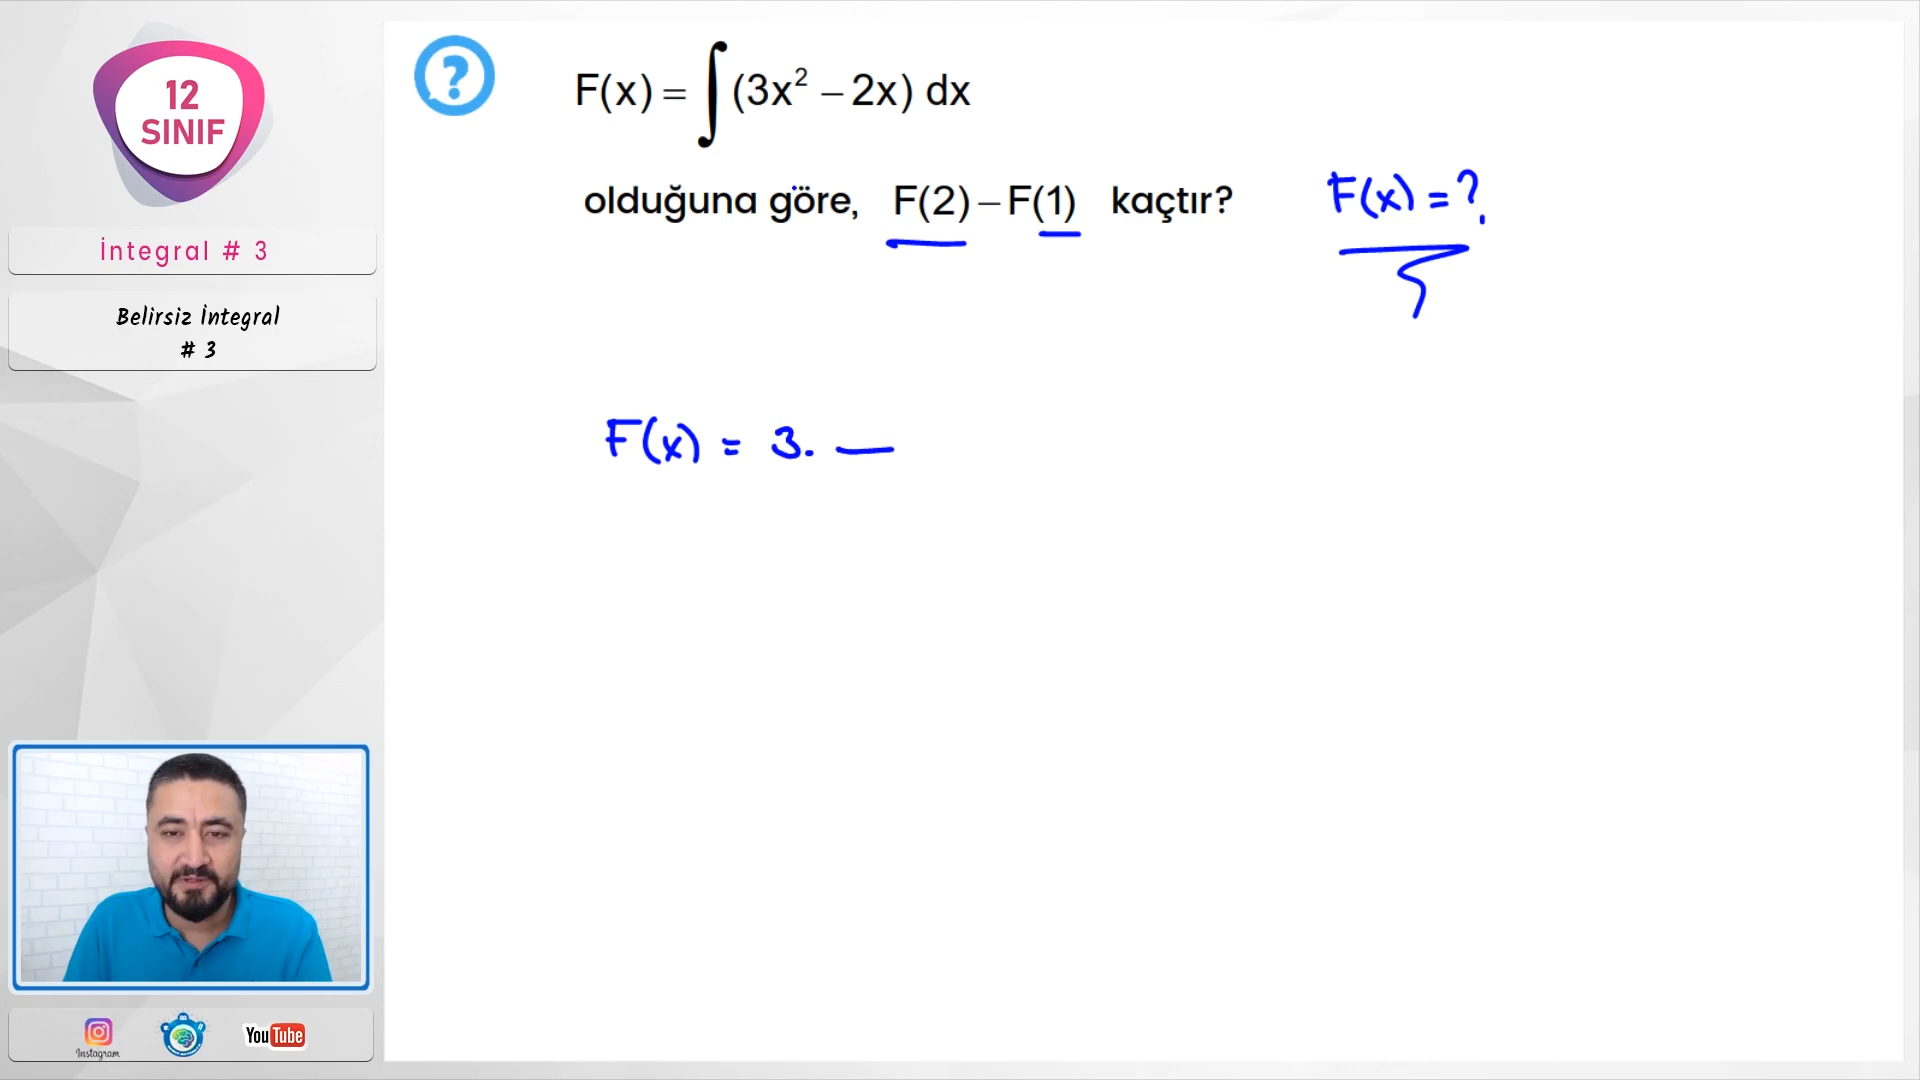 12
SINIF
İntegral # 3
Belirsiz İntegral
# 3
F(x) = ∫(3x² – 2x) dx
olduğuna göre, F(2) – F(1) kaçtır?
F(x) = ?
F(x) = 3. —
Instagram
YouTube